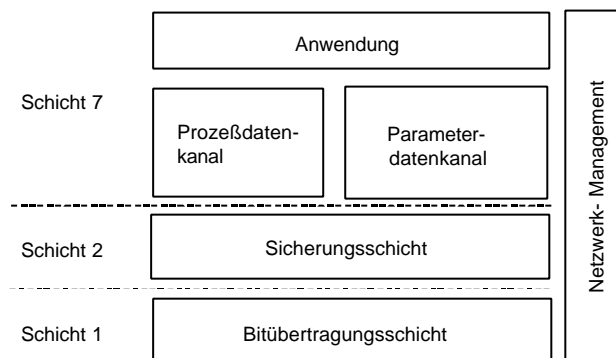 Anwendung
Schicht 7
Prozeßdaten-
kanal
Parameter-
datenkanal
Schicht 2
Sicherungsschicht
Schicht 1
Bitübertragungsschicht
Netzwerk- Management